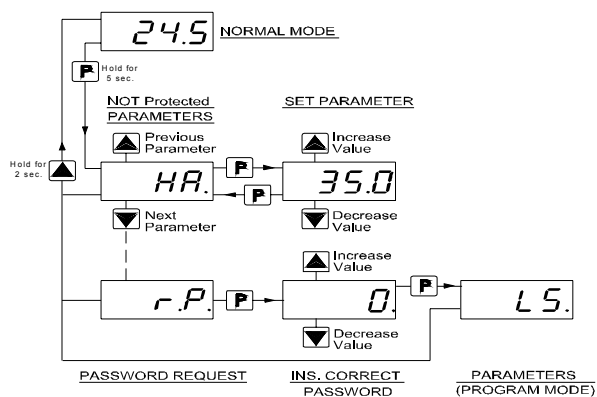 24.5 NORMAL MODE
P Hold for
5 sec.
NOT Protected
PARAMETERS
SET PARAMETER
Previous
Parameter
Increase
Value
Hold for
2 sec.
HA.
P
35.0
P
Next
Parameter
Decrease
Value
Increase
Value
r.P.
P
0.
P
LS.
Decrease
Value
PASSWORD REQUEST
INS. CORRECT
PASSWORD
PARAMETERS
(PROGRAM MODE)